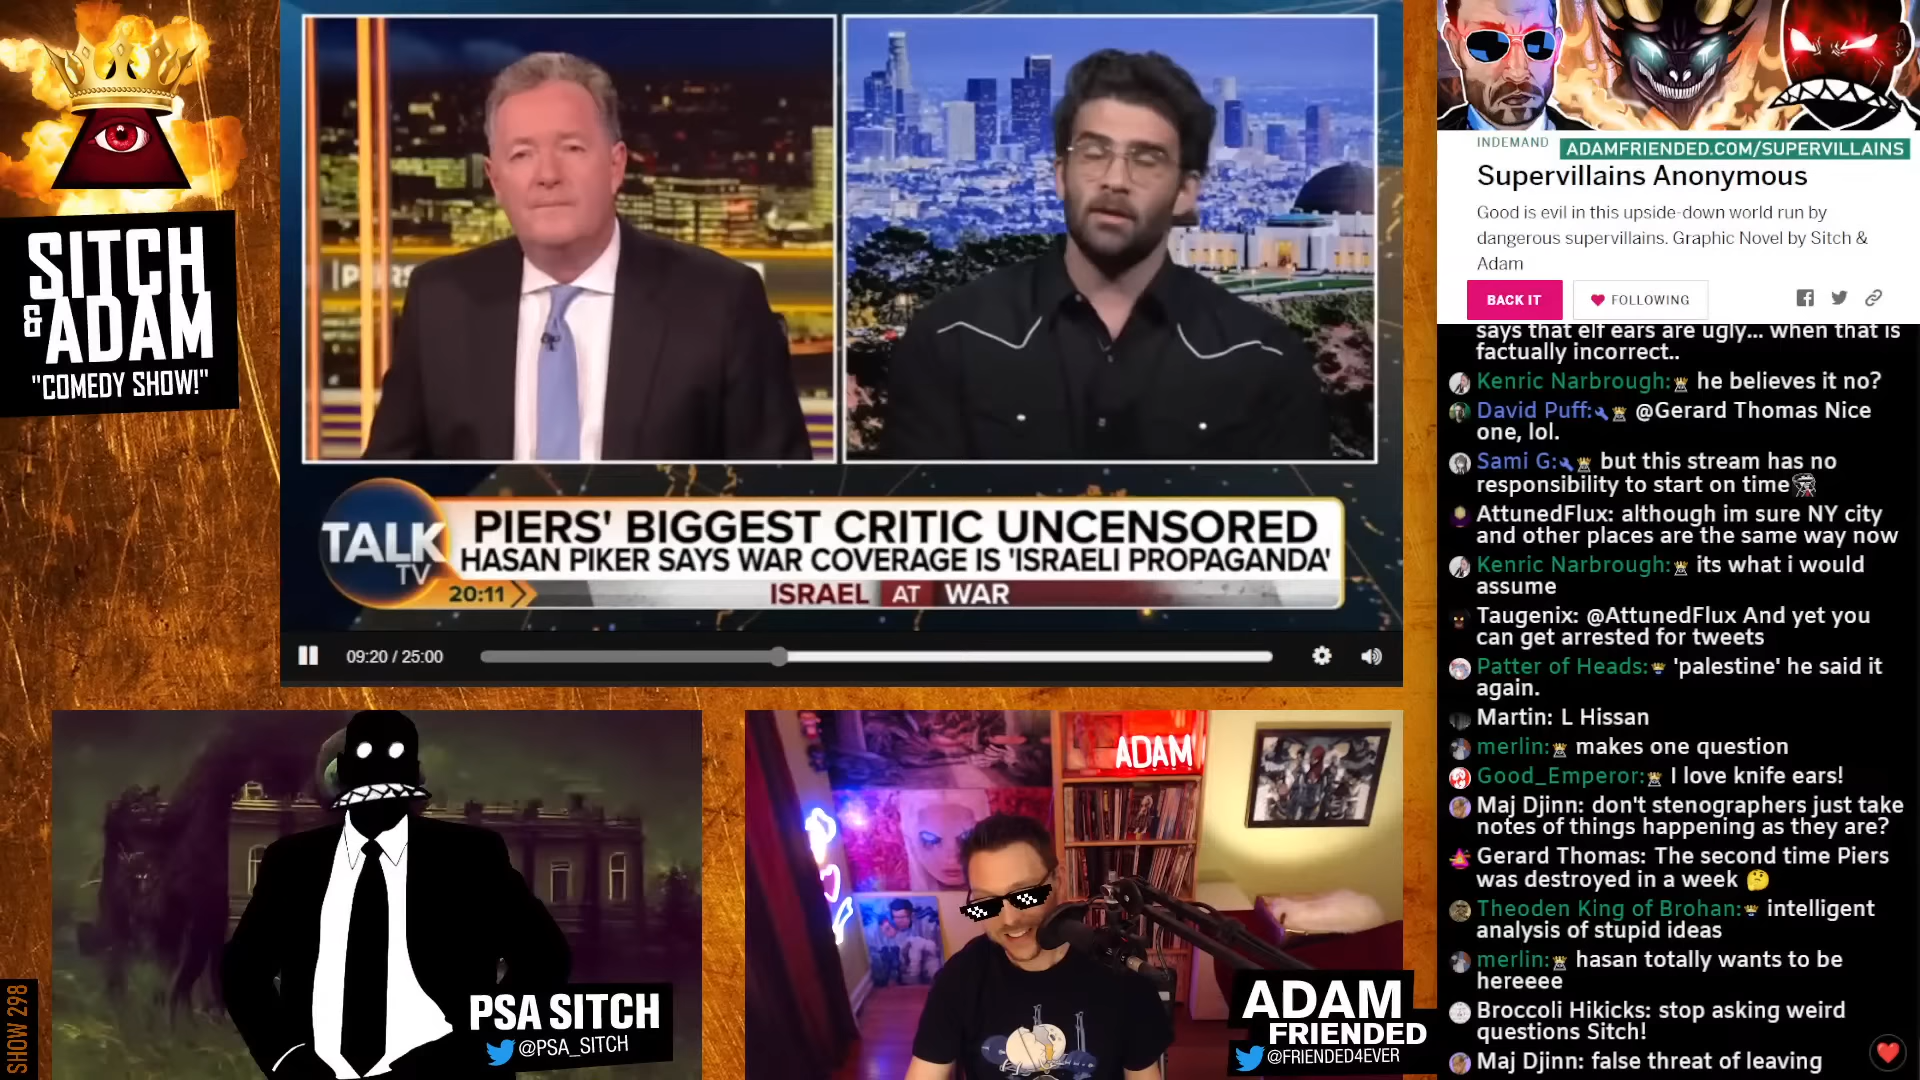 SITCH
& ADAM
"COMEDY SHOW!"
TALK
TV
PIERS' BIGGEST CRITIC UNCENSORED
HASAN PIKER SAYS WAR COVERAGE IS 'ISRAELI PROPAGANDA'
20:11
ISRAEL AT WAR
09:20 / 25:00
INDEMAND
ADAMFRIENDED.COM/SUPERVILLAINS
Supervillains Anonymous
Good is evil in this upside-down world run by
dangerous supervillains. Graphic Novel by Sitch &
Adam
BACK IT
FOLLOWING
says that elf ears are ugly... when that is
factually incorrect..
Kenric Narbrough: he believes it no?
David Puff: @Gerard Thomas Nice
one, lol.
Sami G: but this stream has no
responsibility to start on time
AttunedFlux: although im sure NY city
and other places are the same way now
Kenric Narbrough: its what i would
assume
Taugenix: @AttunedFlux And yet you
can get arrested for tweets
Patter of Heads: 'palestine' he said it
again.
Martin: L Hissan
merlin: makes one question
Good_Emperor: I love knife ears!
Maj Djinn: don't stenographers just take
notes of things happening as they are?
Gerard Thomas: The second time Piers
was destroyed in a week 🤔
Theoden King of Brohan: intelligent
analysis of stupid ideas
merlin: hasan totally wants to be
hereeee
Broccoli Hikicks: stop asking weird
questions Sitch!
Maj Djinn: false threat of leaving
SHOW 298
PSA SITCH
@PSA_SITCH
ADAM
ADAM
FRIENDED
@FRIENDED4EVER